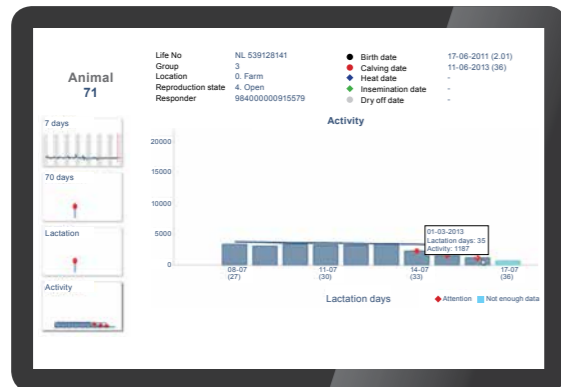 Animal
71
Life No NL 539128141
Group 3
Location 0. Farm
Reproduction state 4. Open
Responder 984000000915579
Birth date 17-06-2011 (2.01)
Calving date 11-06-2013 (36)
Heat date -
Insemination date -
Dry off date -
7 days
70 days
Lactation
Activity
Activity
20000
15000
10000
5000
0
01-03-2013
Lactation days: 35
Activity: 1187
08-07 11-07 14-07 17-07
(27) (30) (33) (36)
Lactation days
Attention Not enough data